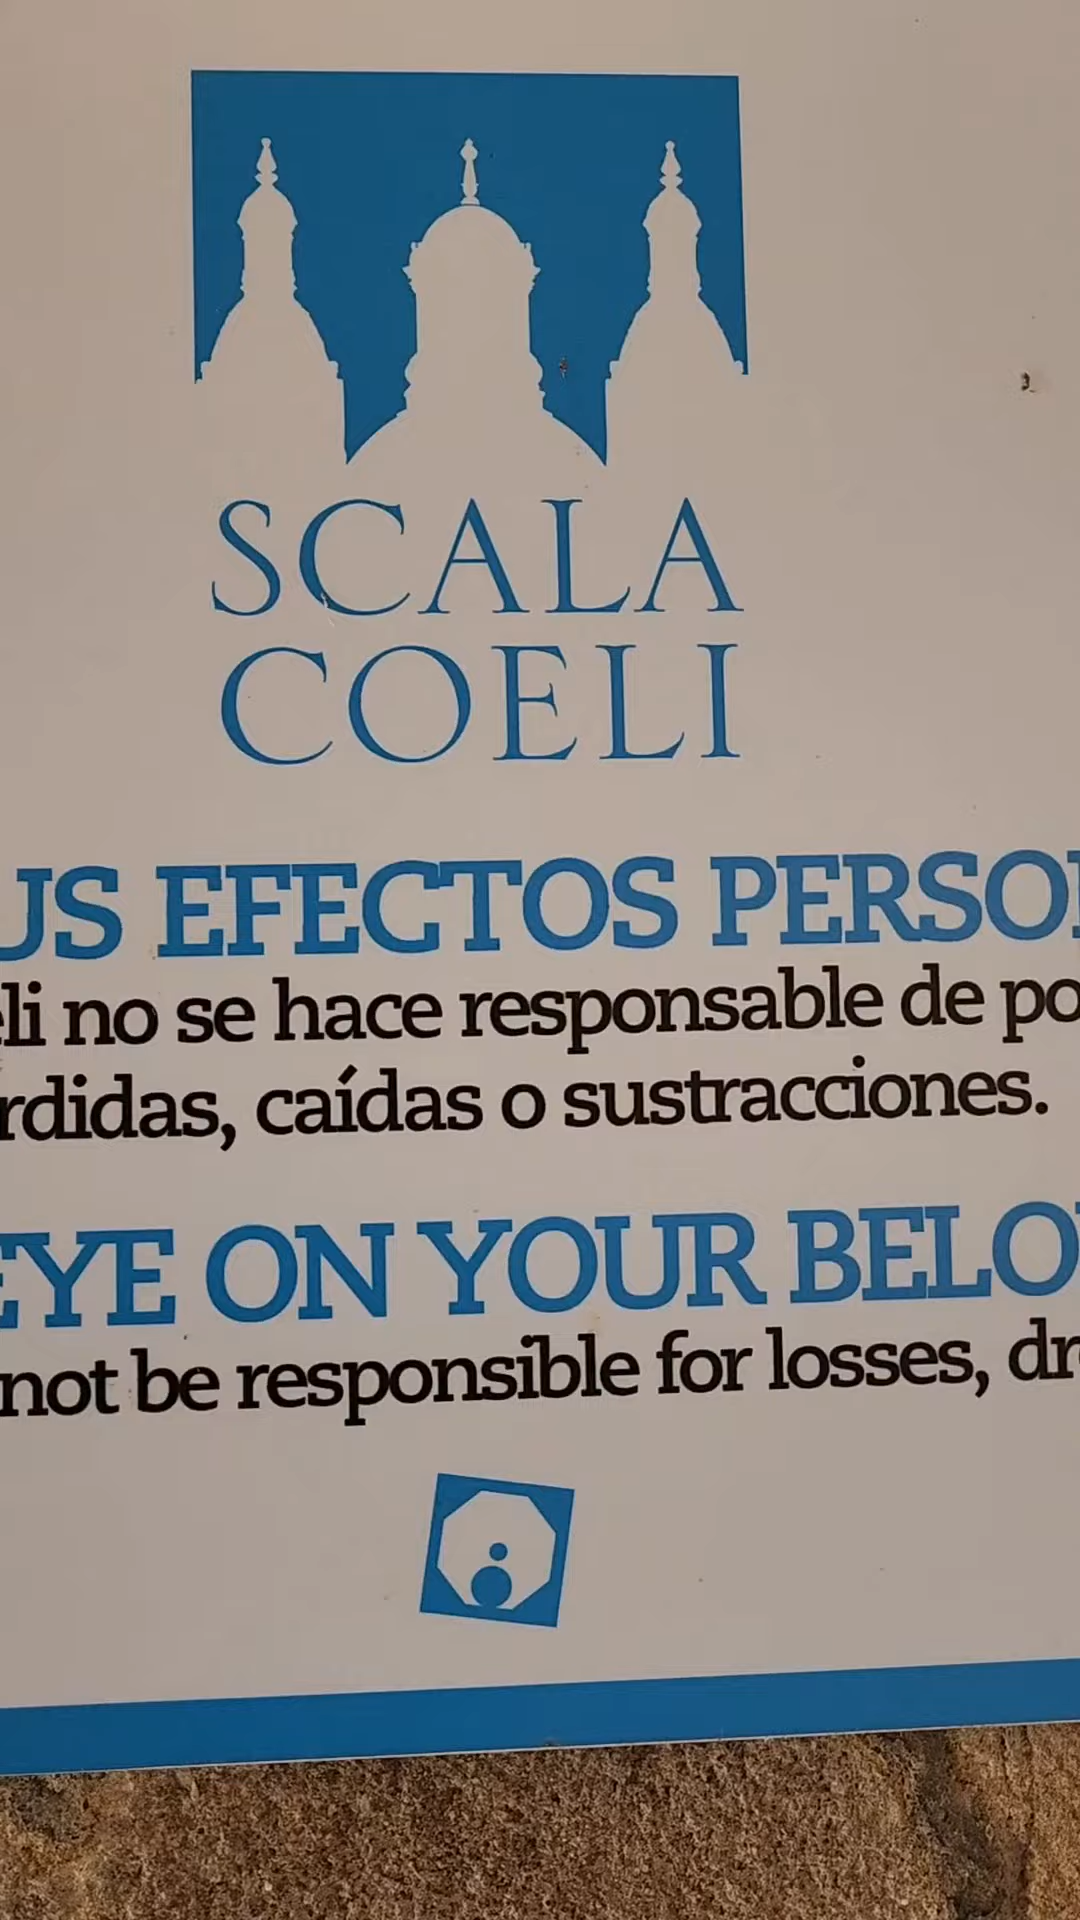 SCALA
COELI
US EFECTOS PERSO
eli no se hace responsable de po
rdidas, caídas o sustracciones.
EYE ON YOUR BELO
not be responsible for losses, dr